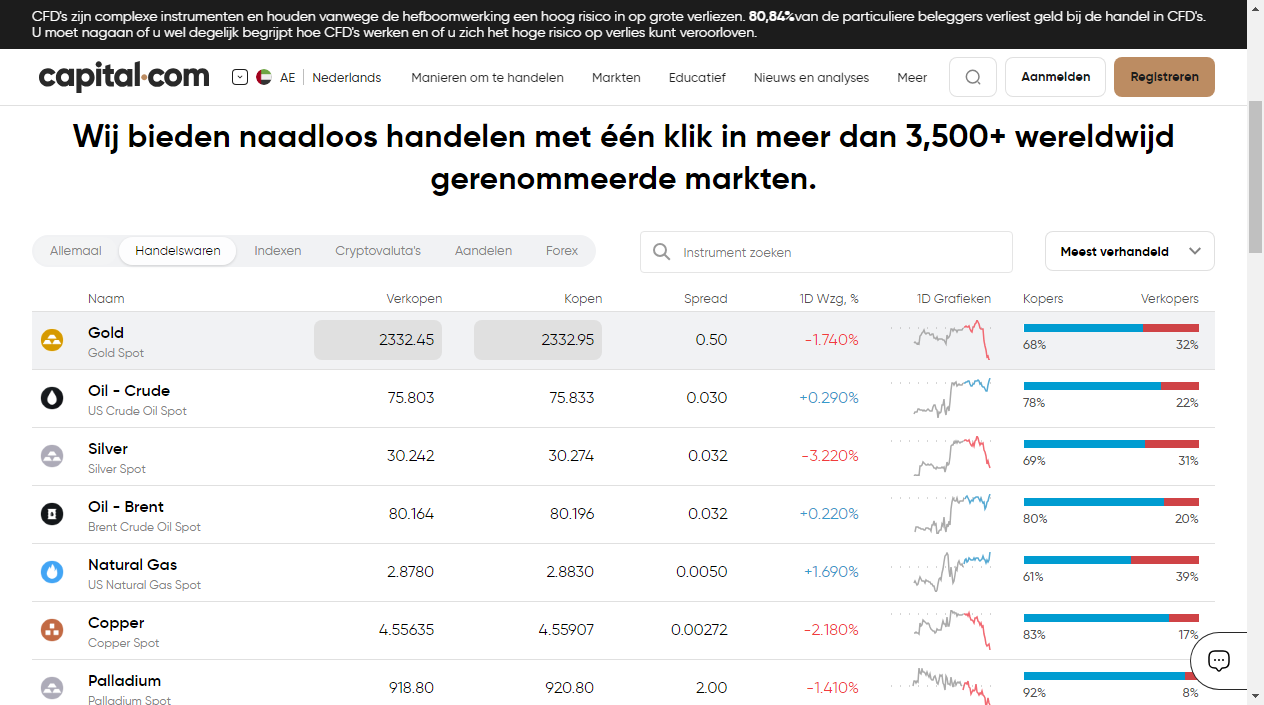 CFD's zijn complexe instrumenten en houden vanwege de hefboomwerking een hoog risico in op grote verliezen. 80,84%van de particuliere beleggers verliest geld bij de handel in CFD's.
U moet nagaan of u wel degelijk begrijpt hoe CFD's werken en of u zich het hoge risico op verlies kunt veroorloven.
capital.com AE Nederlands Manieren om te handelen Markten Educatief Nieuws en analyses Meer Aanmelden Registreren
Wij bieden naadloos handelen met één klik in meer dan 3,500+ wereldwijd
gerenommeerde markten.
Allemaal Handelswaren Indexen Cryptovaluta's Aandelen Forex Instrument zoeken Meest verhandeld
Naam Verkopen Kopen Spread 1D Wzg, % 1D Grafieken Kopers Verkopers
Gold 2332.45 2332.95 0.50 -1.740%
Gold Spot 68% 32%
Oil - Crude 75.803 75.833 0.030 +0.290%
US Crude Oil Spot 78% 22%
Silver 30.242 30.274 0.032 -3.220%
Silver Spot 69% 31%
Oil - Brent 80.164 80.196 0.032 +0.220%
Brent Crude Oil Spot 80% 20%
Natural Gas 2.8780 2.8830 0.0050 +1.690%
US Natural Gas Spot 61% 39%
Copper 4.55635 4.55907 0.00272 -2.180%
Copper Spot 83% 17%
Palladium 918.80 920.80 2.00 -1.410%
Palladium Spot 92% 8%